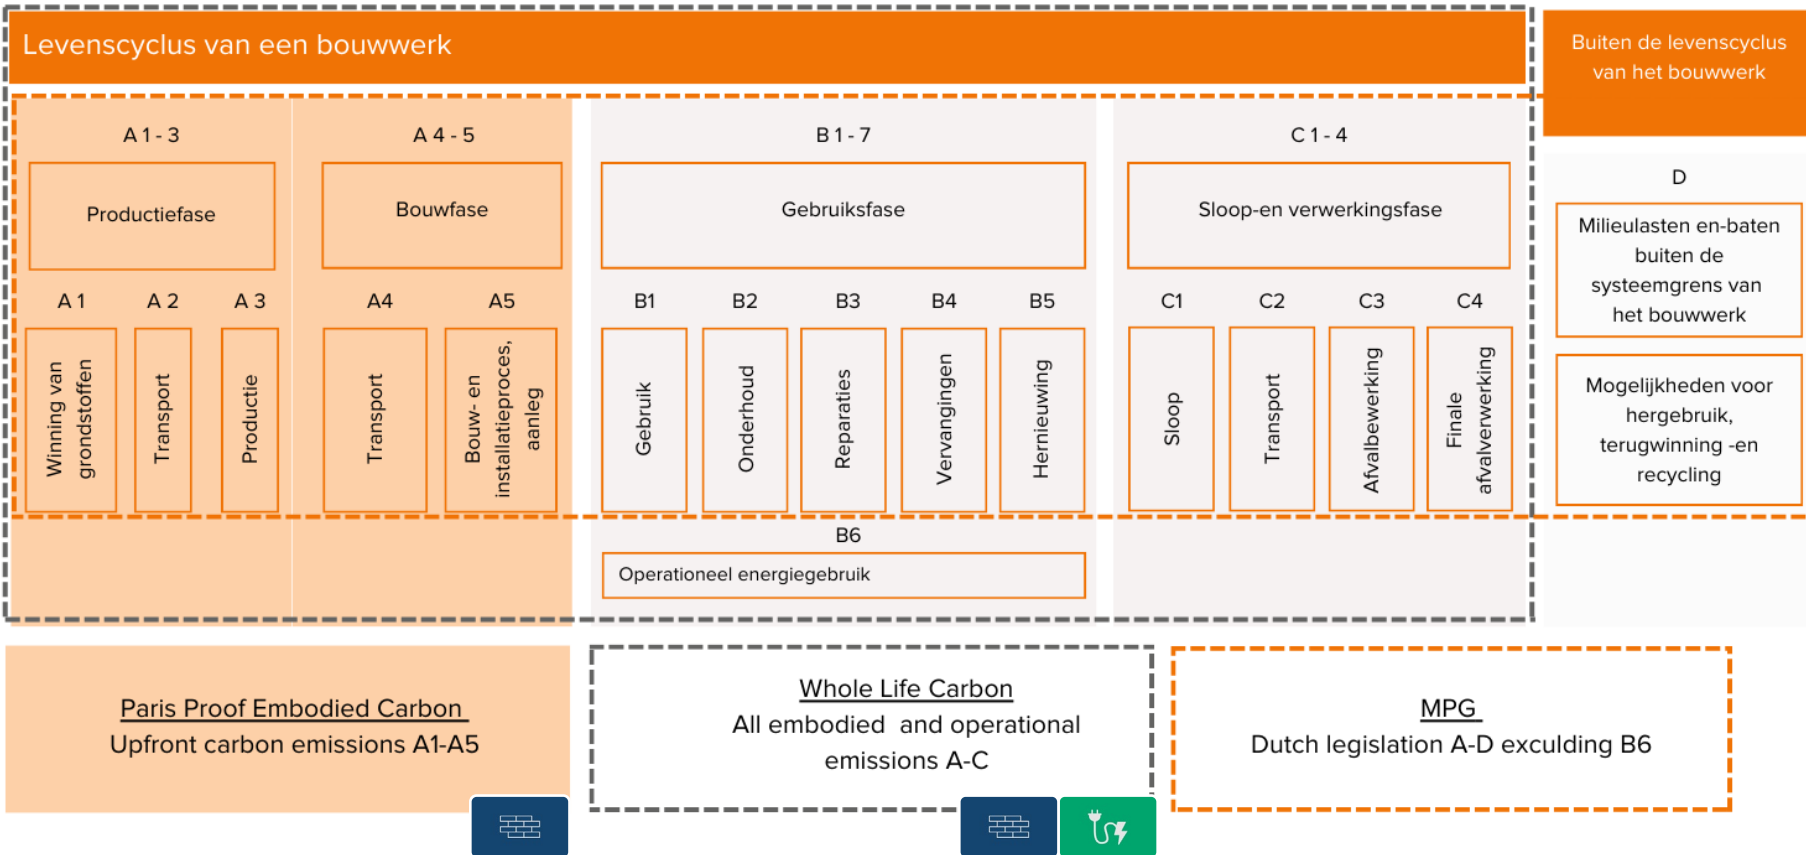 Levenscyclus van een bouwwerk
Buiten de levenscyclus
van het bouwwerk
A 1 - 3
A 4 - 5
B 1 - 7
C 1 - 4
D
Productiefase
Bouwfase
Gebruiksfase
Sloop-en verwerkingsfase
Milieulasten en-baten
buiten de
systeemgrens van
het bouwwerk
A 1
A 2
A 3
A4
A5
B1
B2
B3
B4
B5
C1
C2
C3
C4
Winning van
grondstoffen
Transport
Productie
Transport
Bouw- en
installatieproces,
aanleg
Gebruik
Onderhoud
Reparaties
Vervangingen
Hernieuwing
Sloop
Transport
Afvalbewerking
Finale
afvalverwerking
Mogelijkheden voor
hergebruik,
terugwinning -en
recycling
B6
Operationeel energiegebruik
Paris Proof Embodied Carbon
Upfront carbon emissions A1-A5
Whole Life Carbon
All embodied and operational
emissions A-C
MPG
Dutch legislation A-D exculding B6